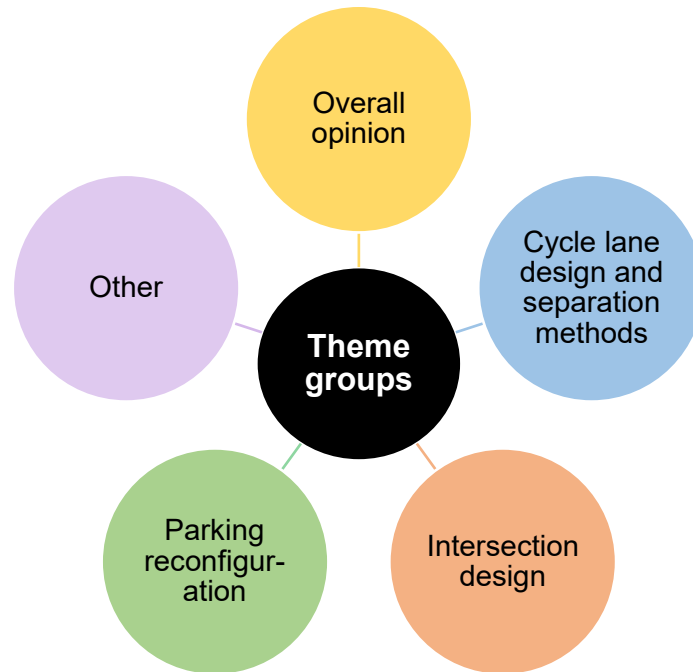 Overall
opinion
Cycle lane
design and
separation
methods
Other
Theme
groups
Parking
reconfigur-
ation
Intersection
design